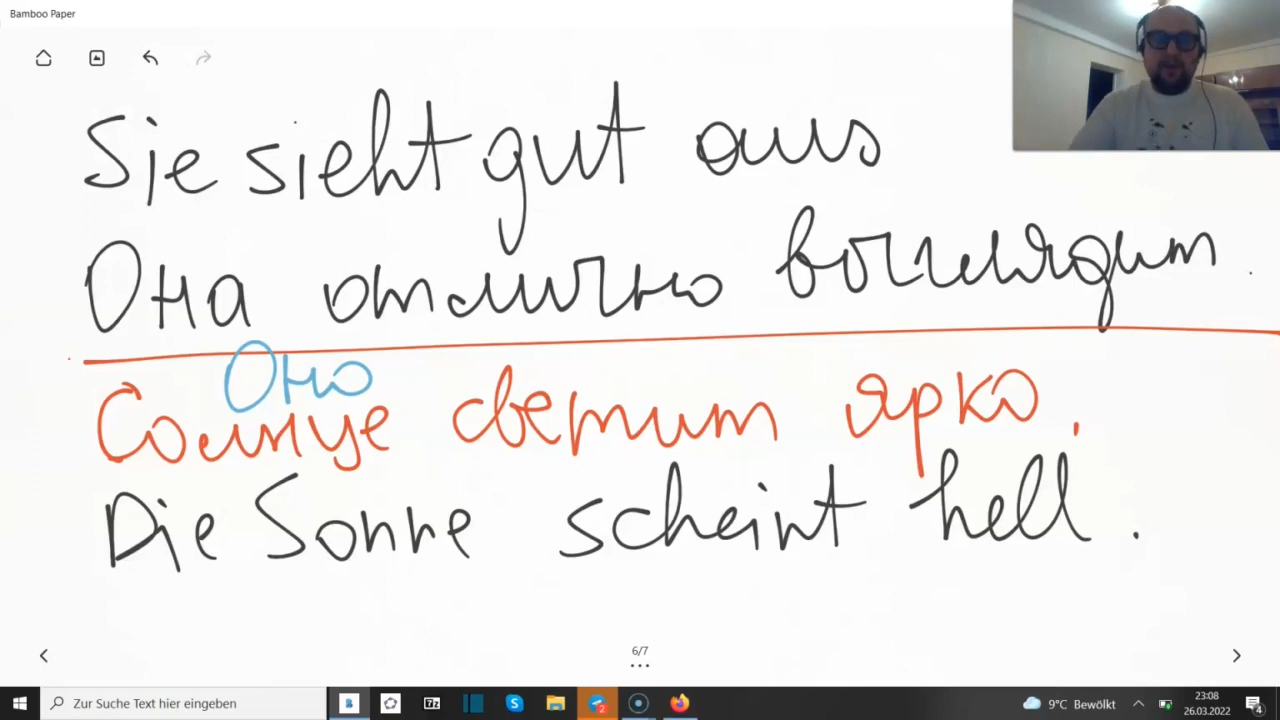 Bamboo Paper
Sie sieht gut aus
Она отлично выглядит.
Оно
Солнце светит ярко.
Die Sonne scheint hell.
6/7
Zur Suche Text hier eingeben
9°C Bewölkt
23:08
26.03.2022